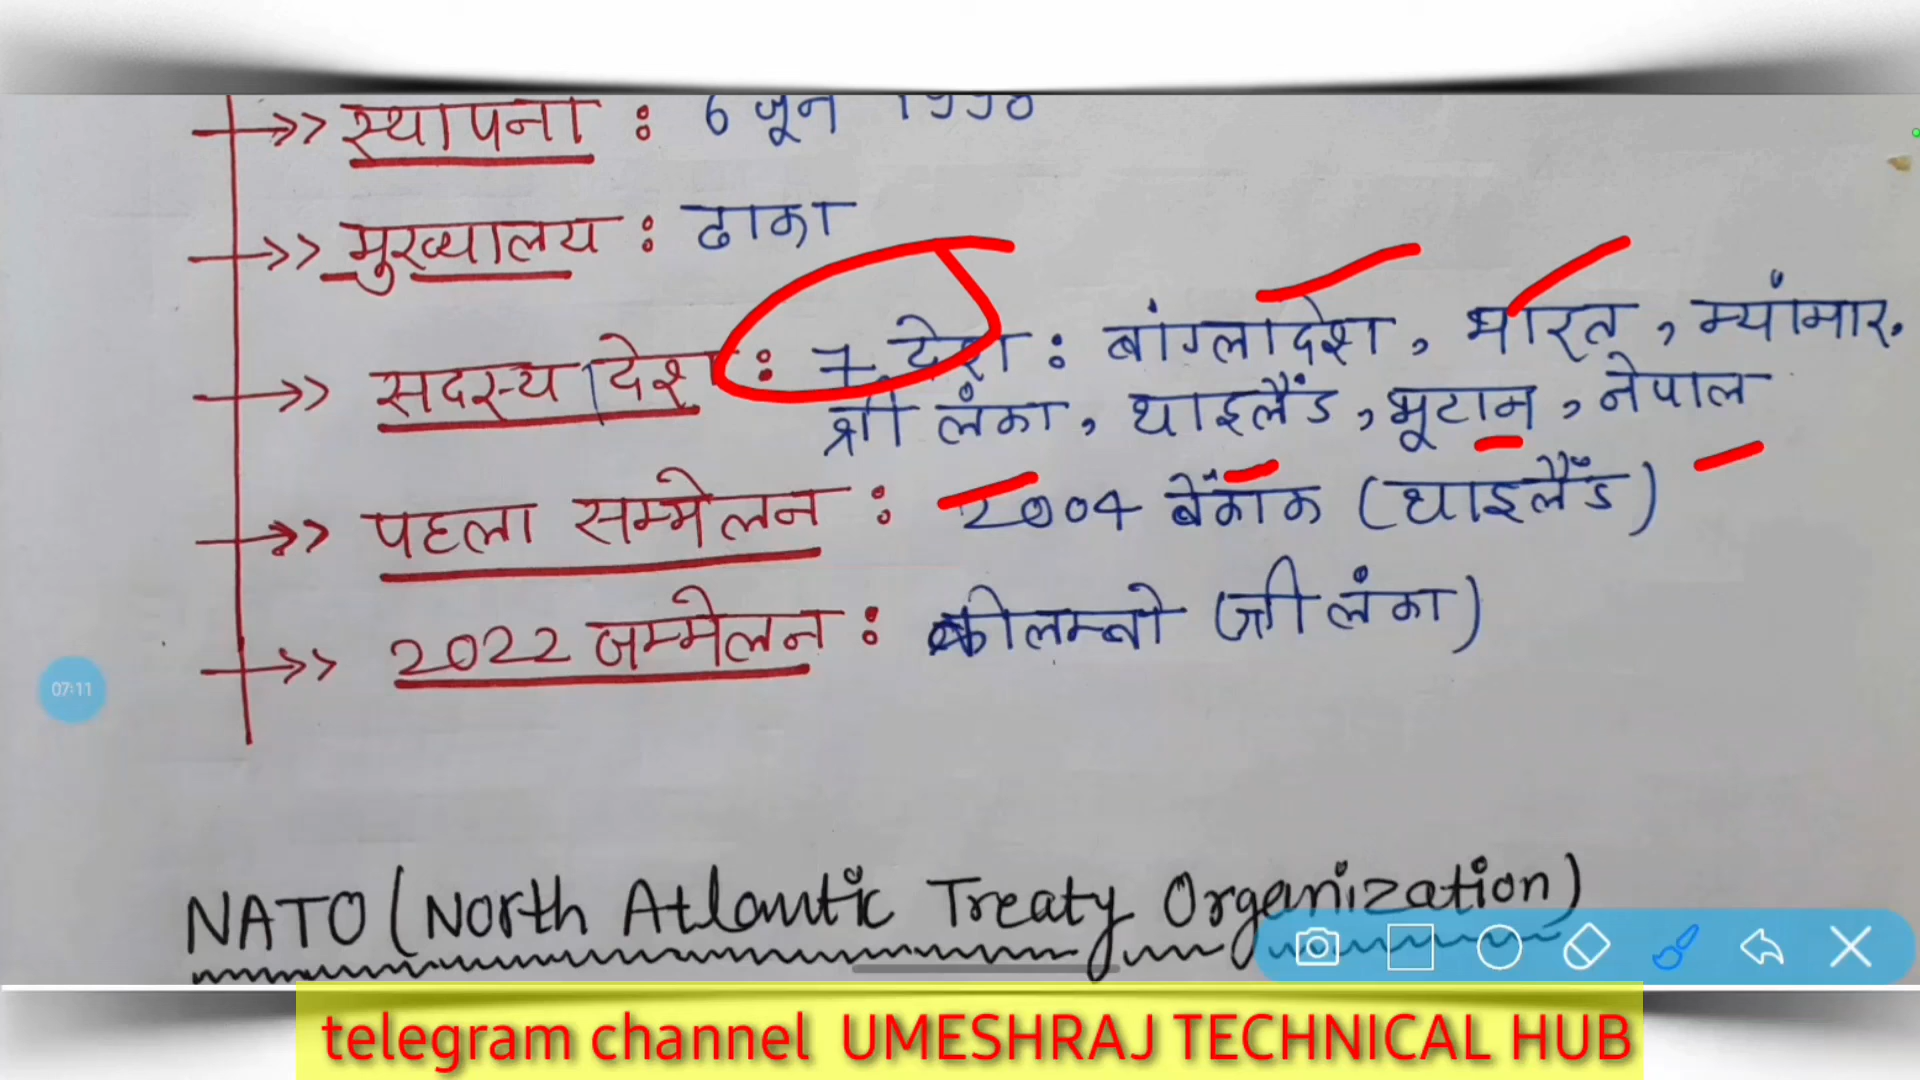 →>> स्थापना : 6 जून
→>> मुख्यालय : ढाका
→>> सदस्य देश : 7 देश : बांग्लादेश, भारत, म्यांमार.
श्री लंका, थाइलैंड, भूटान, नेपाल
→>> पहला सम्मेलन : 2004 बैंकाक (थाइलैंड)
→>> 2022 जम्मेलन : कोलम्बो (श्री लंका)
07:11
NATO (North Atlantic Treaty Organization)
telegram channel UMESHRAJ TECHNICAL HUB